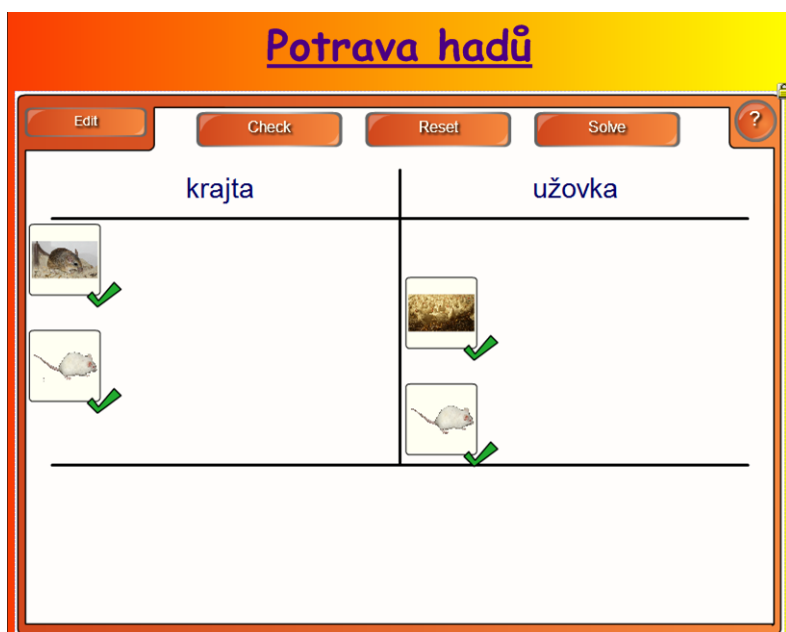 Potrava hadů
Edit
Check
Reset
Solve
?
krajta
užovka